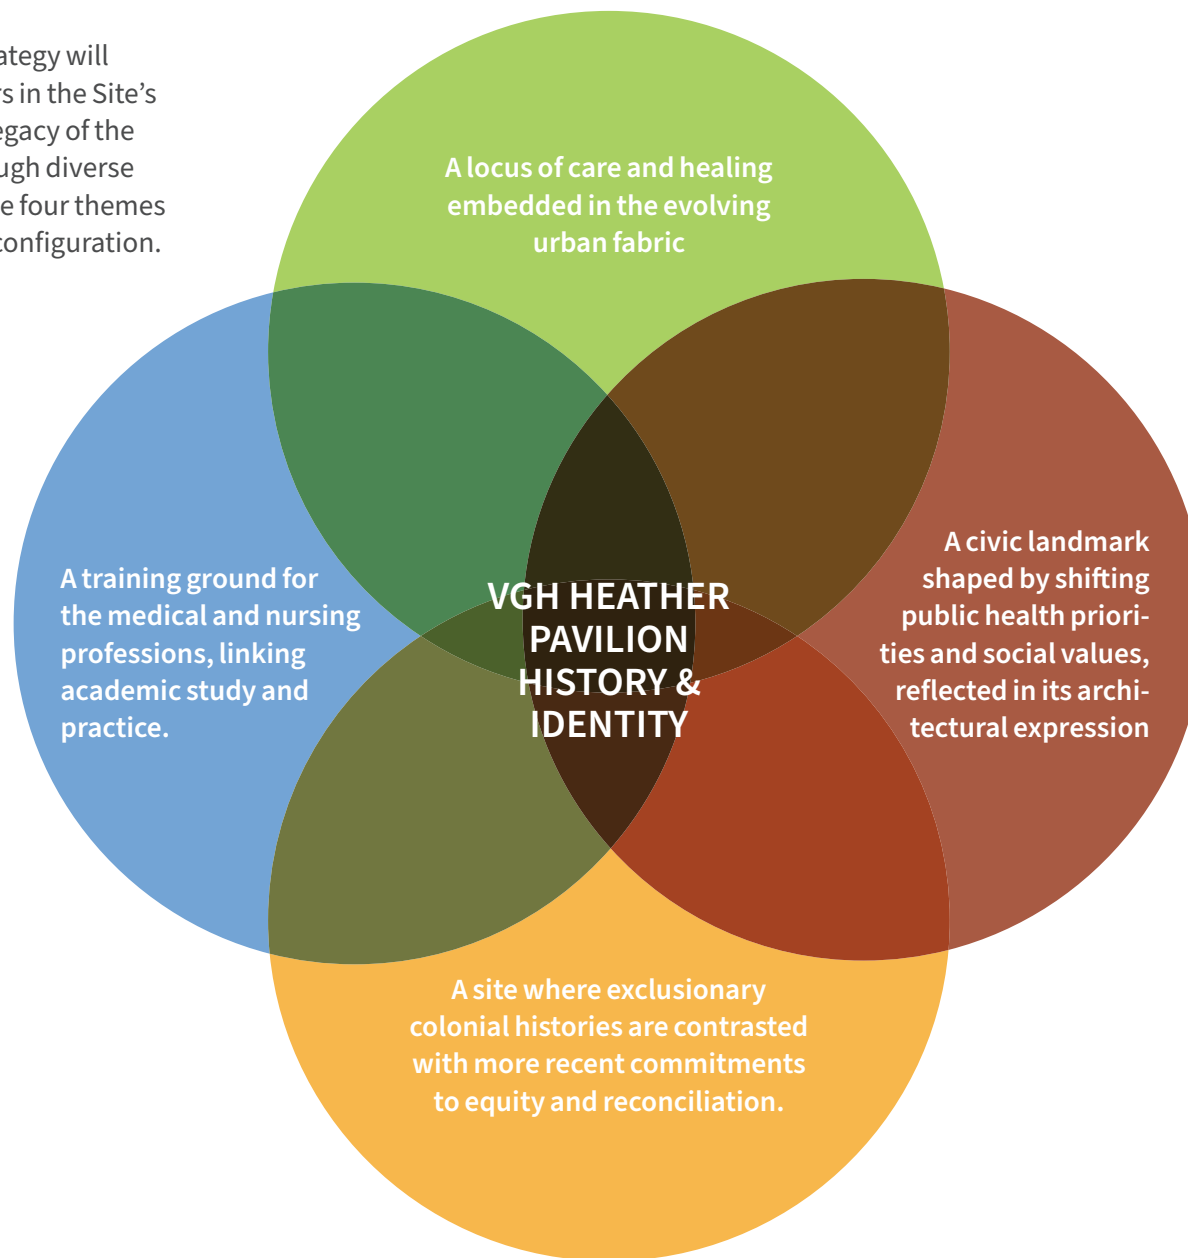 ategy will
s in the Site's
egacy of the
ugh diverse
e four themes
configuration.
A locus of care and healing
embedded in the evolving
urban fabric
A training ground for
the medical and nursing
professions, linking
academic study and
practice.
VGH HEATHER
PAVILION
HISTORY &
IDENTITY
A civic landmark
shaped by shifting
public health priori-
ties and social values,
reflected in its archi-
tectural expression
A site where exclusionary
colonial histories are contrasted
with more recent commitments
to equity and reconciliation.